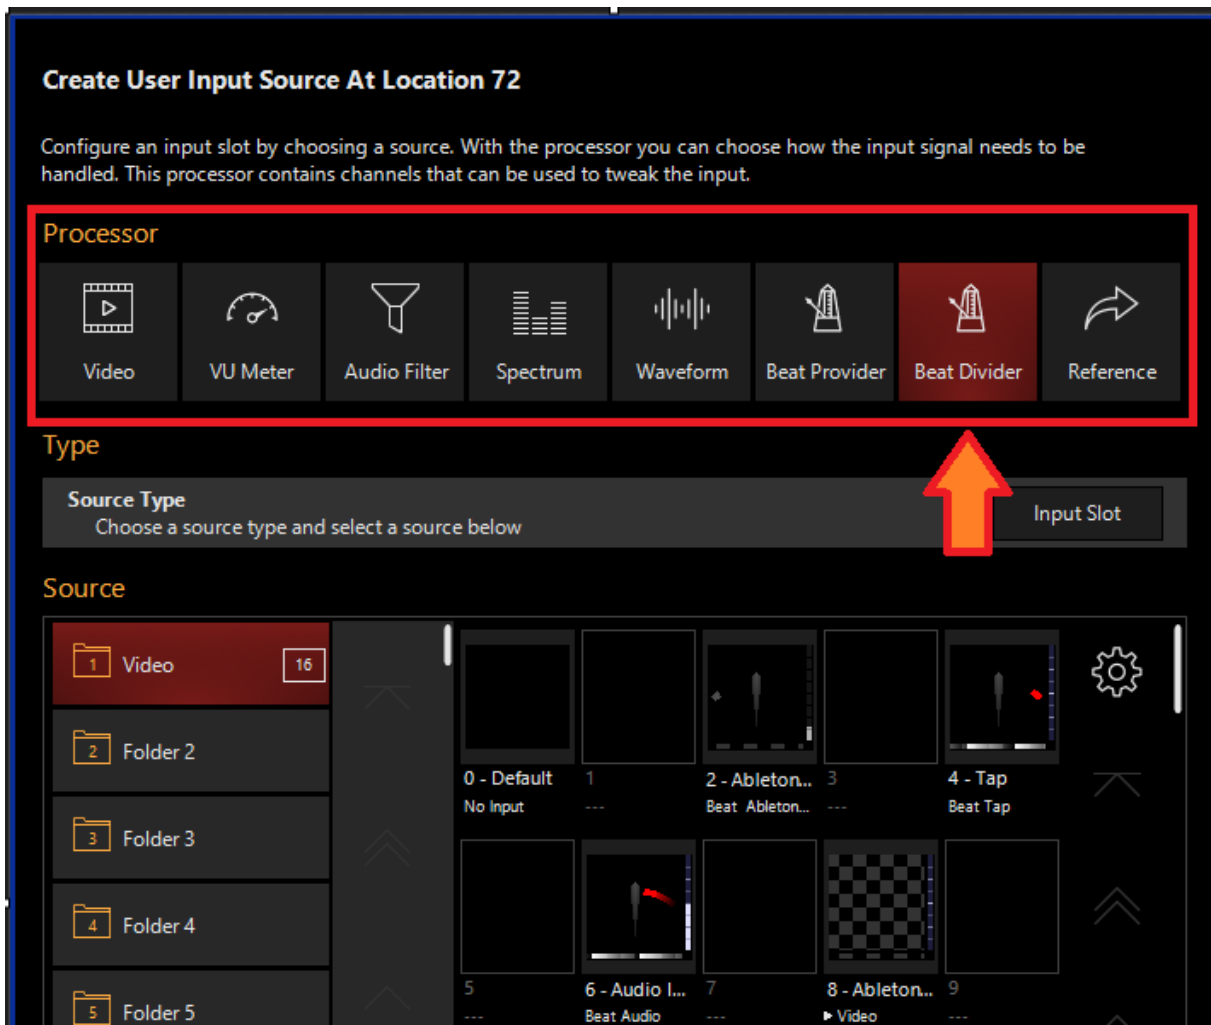 Create User Input Source At Location 72
Configure an input slot by choosing a source. With the processor you can choose how the input signal needs to be
handled. This processor contains channels that can be used to tweak the input.
Processor
Video
VU Meter
Audio Filter
Spectrum
Waveform
Beat Provider
Beat Divider
Reference
Type
Source Type
Choose a source type and select a source below
Input Slot
Source
1 Video 16
2 Folder 2
3 Folder 3
4 Folder 4
5 Folder 5
0 - Default
No Input
1
---
2 - Ableton...
Beat Ableton...
3
---
4 - Tap
Beat Tap
5
---
6 - Audio I...
Beat Audio
7
---
8 - Ableton...
Video
9
---